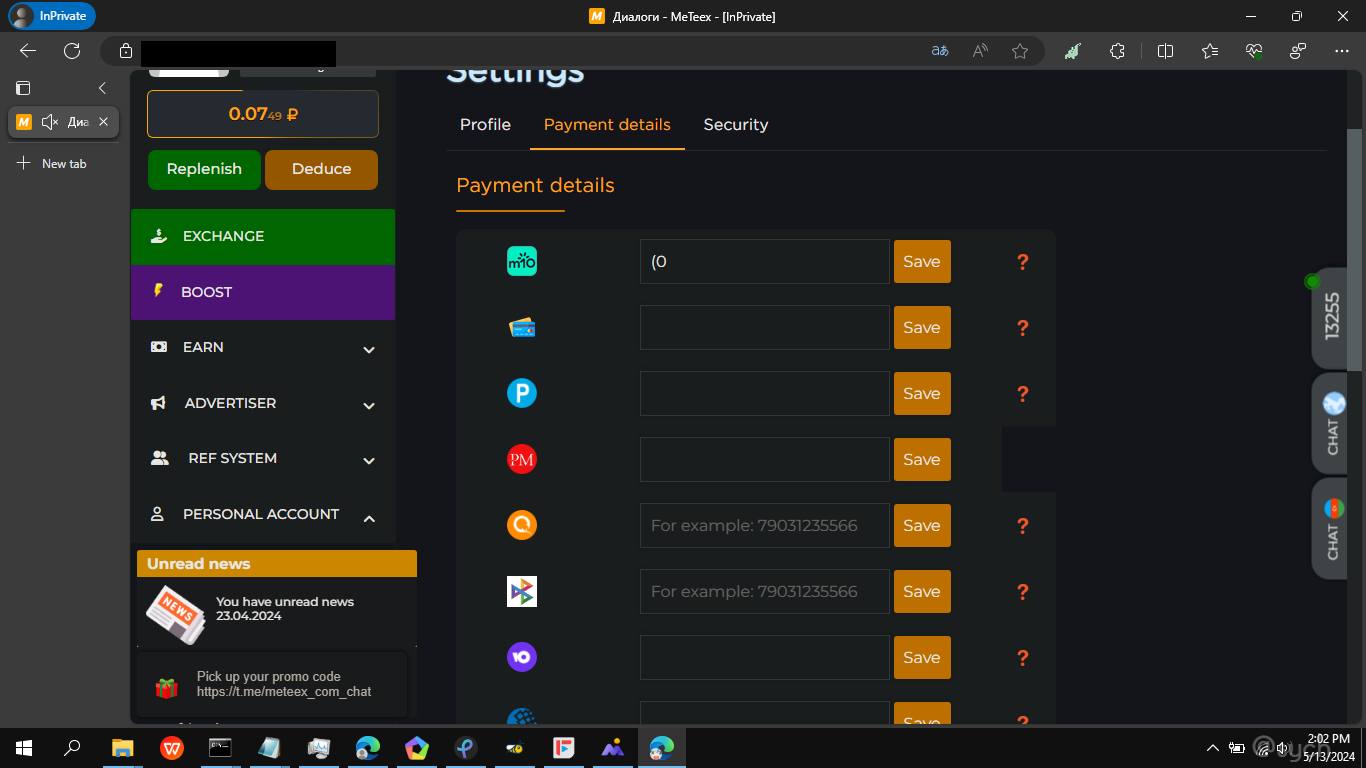 InPrivate
Диалоги - MeTeex - [InPrivate]
Settings
0.0749 ₽
Replenish
Deduce
Диа
New tab
Profile
Payment details
Security
Payment details
EXCHANGE
BOOST
EARN
ADVERTISER
REF SYSTEM
PERSONAL ACCOUNT
m10
(0
Save
?
Save
?
P
Save
?
PM
Save
For example: 79031235566
Save
?
For example: 79031235566
Save
?
Ю
Save
?
Save
?
13255
CHAT
CHAT
Unread news
NEWS
You have unread news
23.04.2024
Pick up your promo code
https://t.me/meteex_com_chat
2:02 PM
5/13/2024